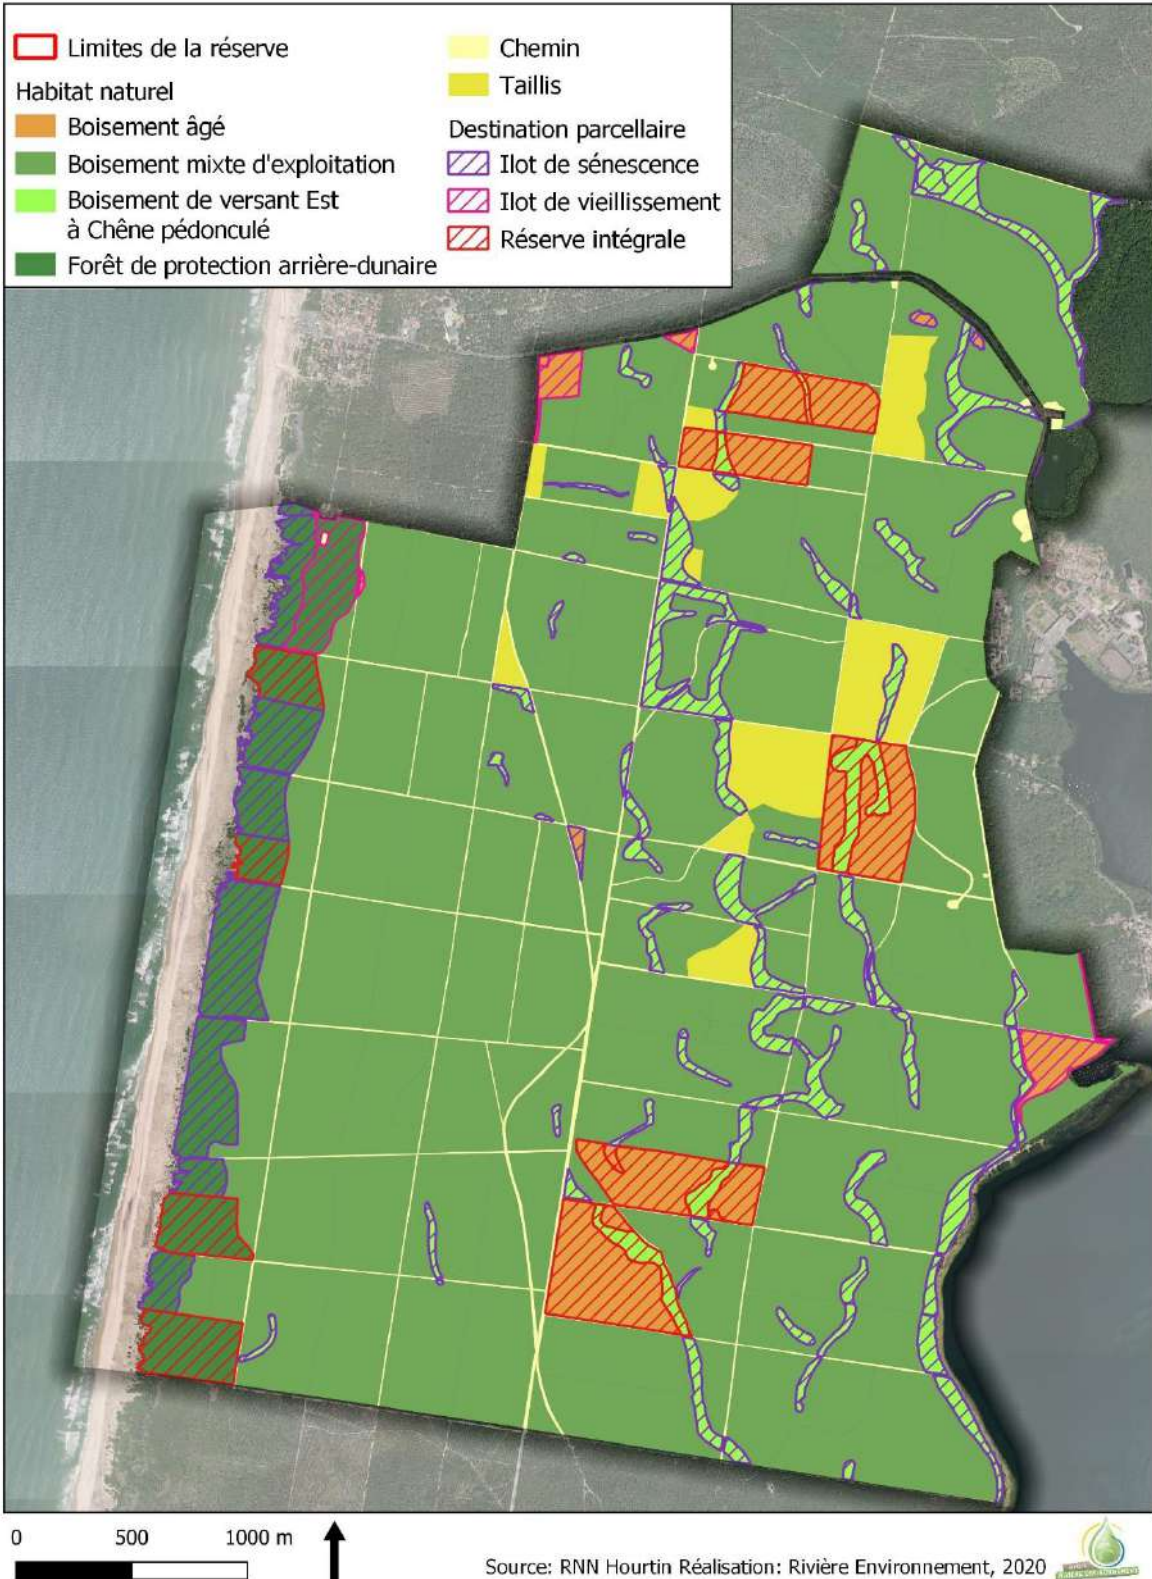 Limites de la réserve
Habitat naturel
Boisement âgé
Boisement mixte d'exploitation
Boisement de versant Est
à Chêne pédonculé
Forêt de protection arrière-dunaire
Chemin
Taillis
Destination parcellaire
Ilot de sénescence
Ilot de vieillissement
Réserve intégrale
0 500 1000 m
Source: RNN Hourtin Réalisation: Rivière Environnement, 2020
RIVIÈRE ENVIRONNEMENT